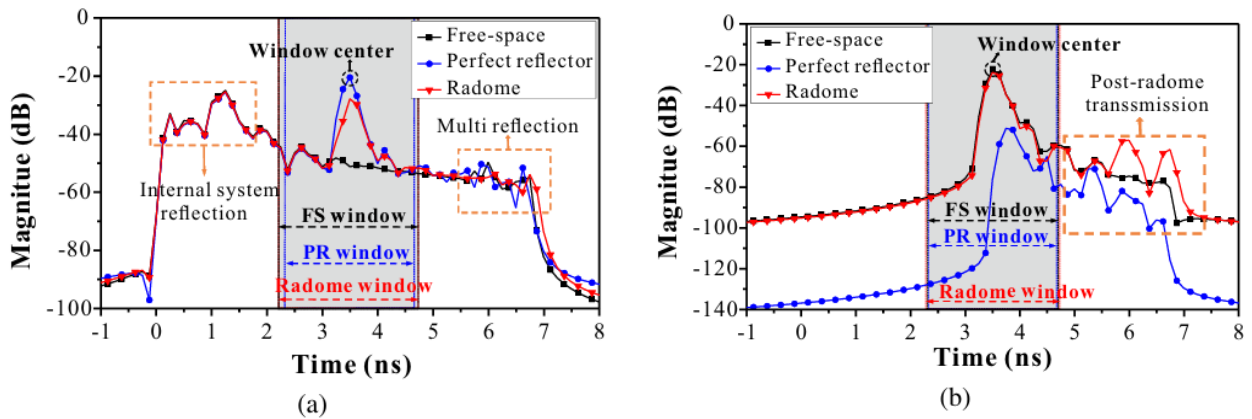 (a)
Magnitute (dB)
0
-20
-40
-60
-80
-100
Window center
Free-space
Perfect reflector
Radome
Multi reflection
Internal system
reflection
FS window
PR window
Radome window
-1 0 1 2 3 4 5 6 7 8
Time (ns)
(a)
(b)
Magnitute (dB)
0
-20
-40
-60
-80
-100
-120
-140
Free-space
Perfect reflector
Radome
Window center
Post-radome
transsmission
FS window
PR window
Radome window
-1 0 1 2 3 4 5 6 7 8
Time (ns)
(b)